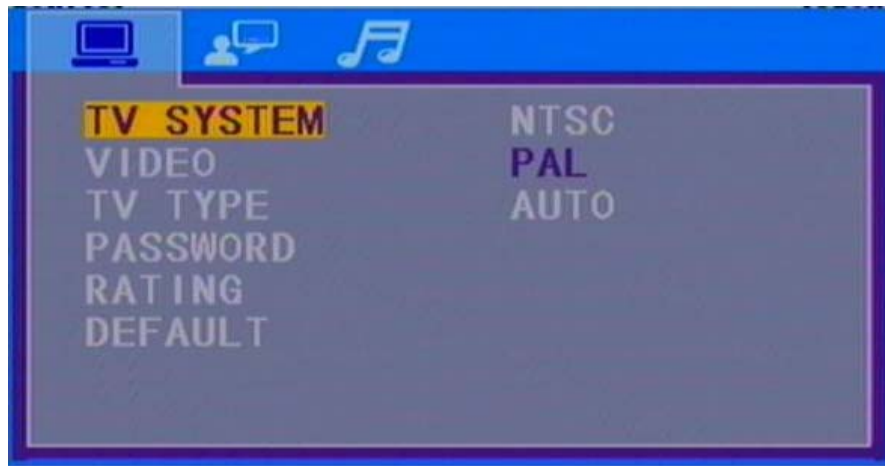 TV SYSTEM NTSC
VIDEO PAL
TV TYPE AUTO
PASSWORD
RATING
DEFAULT